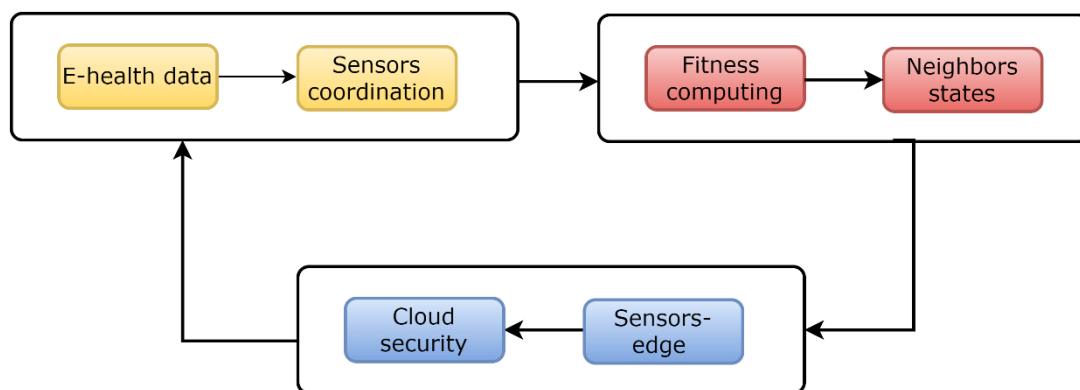 E-health data
Sensors
coordination
Fitness
computing
Neighbors
states
Cloud
security
Sensors-
edge